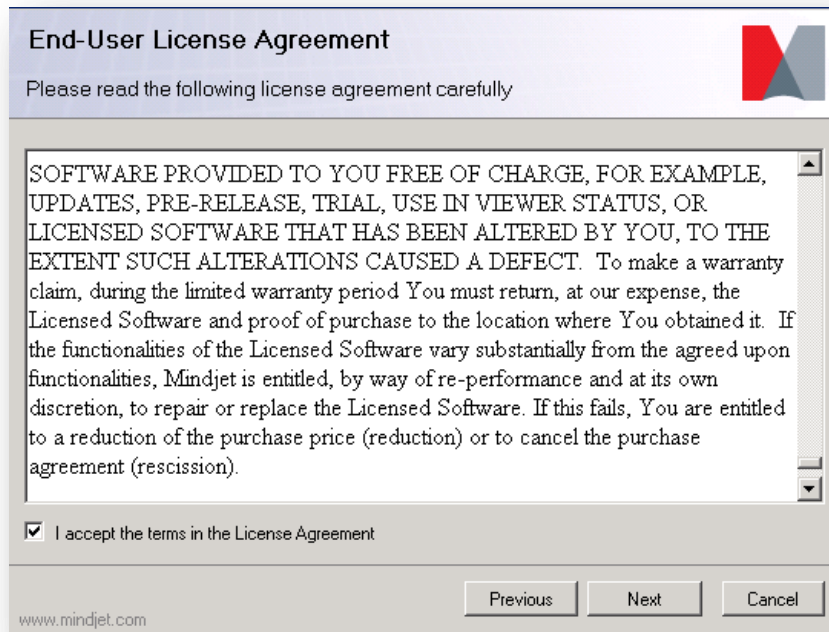 End-User License Agreement
Please read the following license agreement carefully
SOFTWARE PROVIDED TO YOU FREE OF CHARGE, FOR EXAMPLE,
UPDATES, PRE-RELEASE, TRIAL, USE IN VIEWER STATUS, OR
LICENSED SOFTWARE THAT HAS BEEN ALTERED BY YOU, TO THE
EXTENT SUCH ALTERATIONS CAUSED A DEFECT.  To make a warranty
claim, during the limited warranty period You must return, at our expense, the
Licensed Software and proof of purchase to the location where You obtained it.  If
the functionalities of the Licensed Software vary substantially from the agreed upon
functionalities, Mindjet is entitled, by way of re-performance and at its own
discretion, to repair or replace the Licensed Software. If this fails, You are entitled
to a reduction of the purchase price (reduction) or to cancel the purchase
agreement (rescission).
I accept the terms in the License Agreement
Previous
Next
Cancel
www.mindjet.com